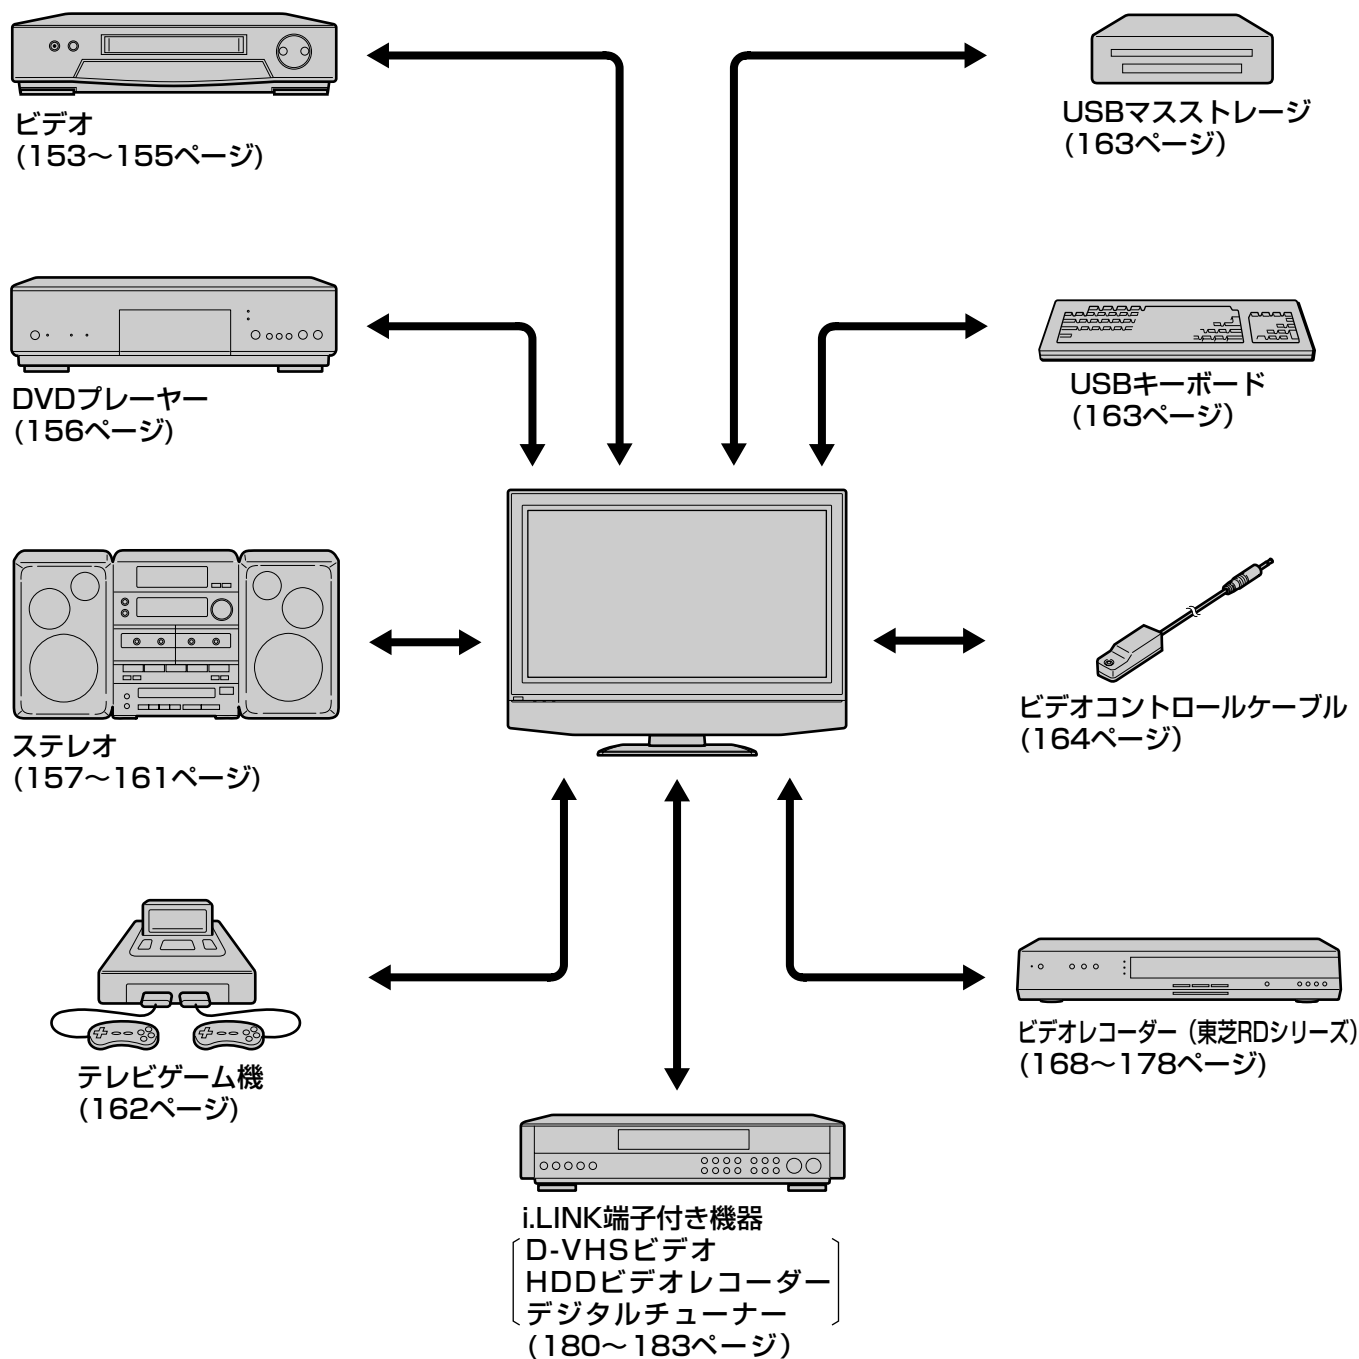 ビデオ
(153～155ページ)
USBマスストレージ
(163ページ)
DVDプレーヤー
(156ページ)
USBキーボード
(163ページ)
ステレオ
(157～161ページ)
ビデオコントロールケーブル
(164ページ)
テレビゲーム機
(162ページ)
ビデオレコーダー（東芝RDシリーズ）
(168～178ページ)
i.LINK端子付き機器
D-VHSビデオ
HDDビデオレコーダー
デジタルチューナー
(180～183ページ)